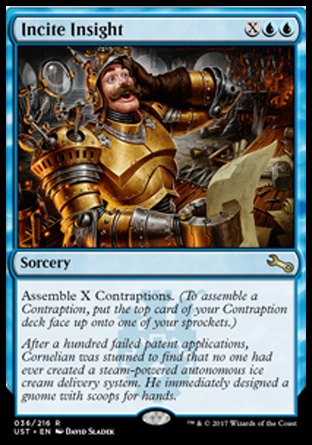 Incite Insight X
Sorcery
Assemble X Contraptions. (To assemble a
Contraption, put the top card of your Contraption
deck face up onto one of your sprockets.)
After a hundred failed patent applications,
Cornelian was stunned to find that no one had
ever created a steam-powered autonomous ice
cream delivery system. He immediately designed a
gnome with scoops for hands.
036/216 R
UST • EN DAVID SLADEK
™ & © 2017 Wizards of the Coast